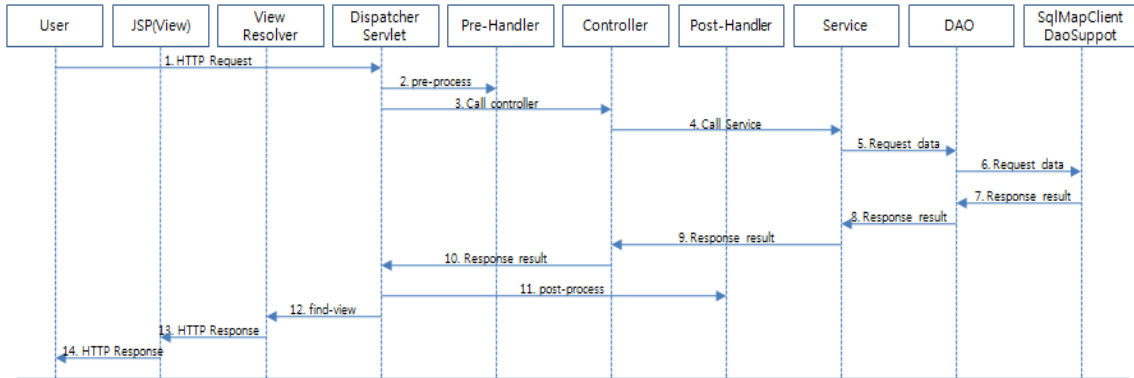 User
JSP(View)
View
Resolver
Dispatcher
Servlet
Pre-Handler
Controller
Post-Handler
Service
DAO
SqlMapClient
DaoSuppot
1. HTTP Request
2. pre-process
3. Call controller
4. Call Service
5. Request data
6. Request data
7. Response result
8. Response result
9. Response result
10. Response result
11. post-process
12. find-view
13. HTTP Response
14. HTTP Response